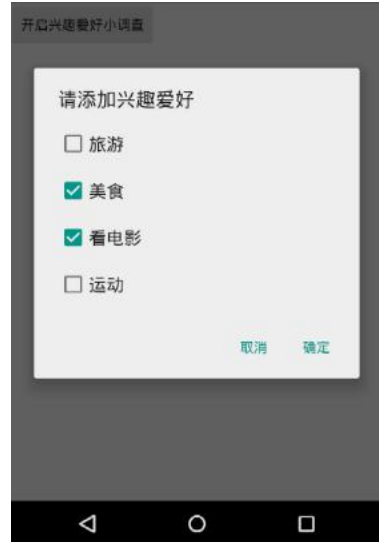 开启兴趣爱好小调查
请添加兴趣爱好
旅游
美食
看电影
运动
取消 确定